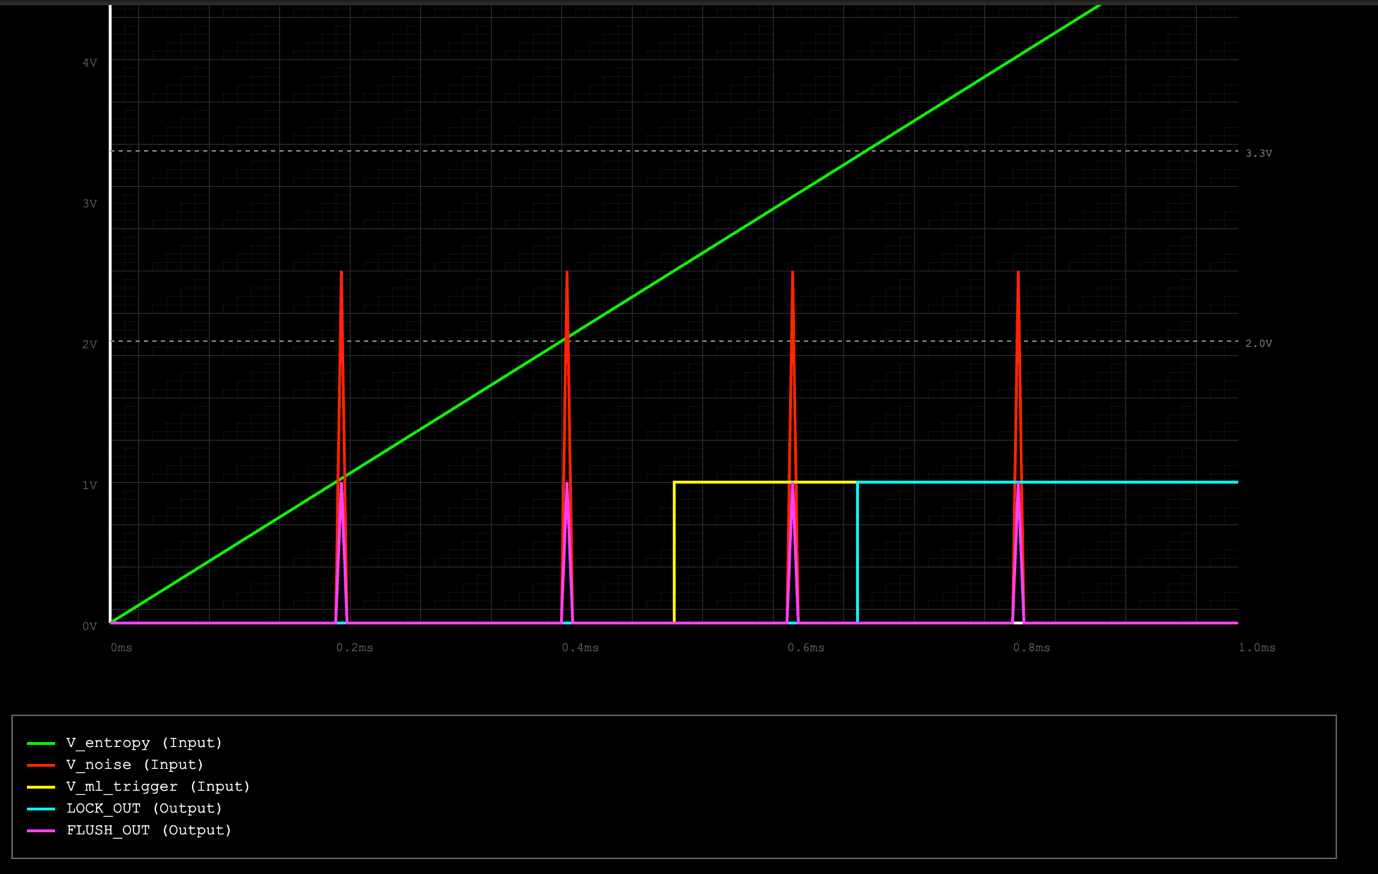 4V
3.3V
3V
2V
2.0V
1V
0V
0ms 0.2ms 0.4ms 0.6ms 0.8ms 1.0ms
V_entropy (Input)
V_noise (Input)
V_ml_trigger (Input)
LOCK_OUT (Output)
FLUSH_OUT (Output)